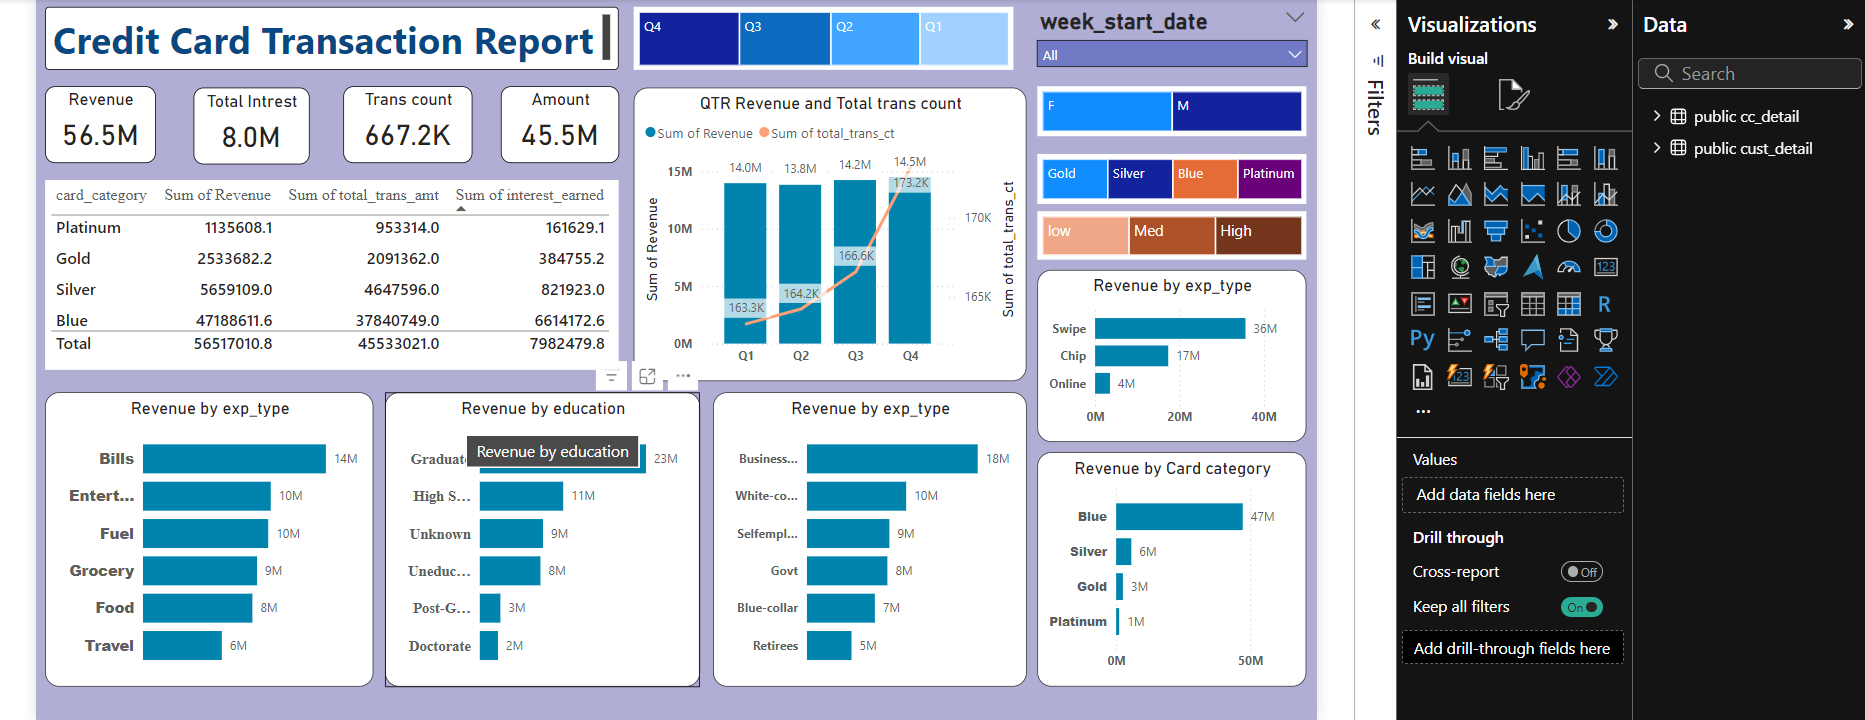 Credit Card Transaction Report
Q4 Q3 Q2 Q1
week_start_date
All
Revenue
56.5M
Total Intrest
8.0M
Trans count
667.2K
Amount
45.5M
card_category Sum of Revenue Sum of total_trans_amt Sum of interest_earned
Platinum 1135608.1 953314.0 161629.1
Gold 2533682.2 2091362.0 384755.2
Silver 5659109.0 4647596.0 821923.0
Blue 47188611.6 37840749.0 6614172.6
Total 56517010.8 45533021.0 7982479.8
QTR Revenue and Total trans count
Sum of Revenue Sum of total_trans_ct
Sum of Revenue
15M
10M
5M
0M
14.0M 13.8M 14.2M 14.5M
163.3K 164.2K 166.6K 173.2K
Q1 Q2 Q3 Q4
170K
165K
Sum of total_trans_ct
F M
Gold Silver Blue Platinum
low Med High
Revenue by exp_type
Swipe 36M
Chip 17M
Online 4M
0M 20M 40M
Revenue by exp_type
Bills 14M
Entert... 10M
Fuel 10M
Grocery 9M
Food 8M
Travel 6M
Revenue by education
Revenue by education
Graduate 23M
High S... 11M
Unknown 9M
Uneduc... 8M
Post-G... 3M
Doctorate 2M
Revenue by exp_type
Business... 18M
White-co... 10M
Selfempl... 9M
Govt 8M
Blue-collar 7M
Retirees 5M
Revenue by Card category
Blue 47M
Silver 6M
Gold 3M
Platinum 1M
0M 50M
Filters
Visualizations
Build visual
123
R
Py
123
...
Values
Add data fields here
Drill through
Cross-report Off
Keep all filters On
Add drill-through fields here
Data
Search
public cc_detail
public cust_detail